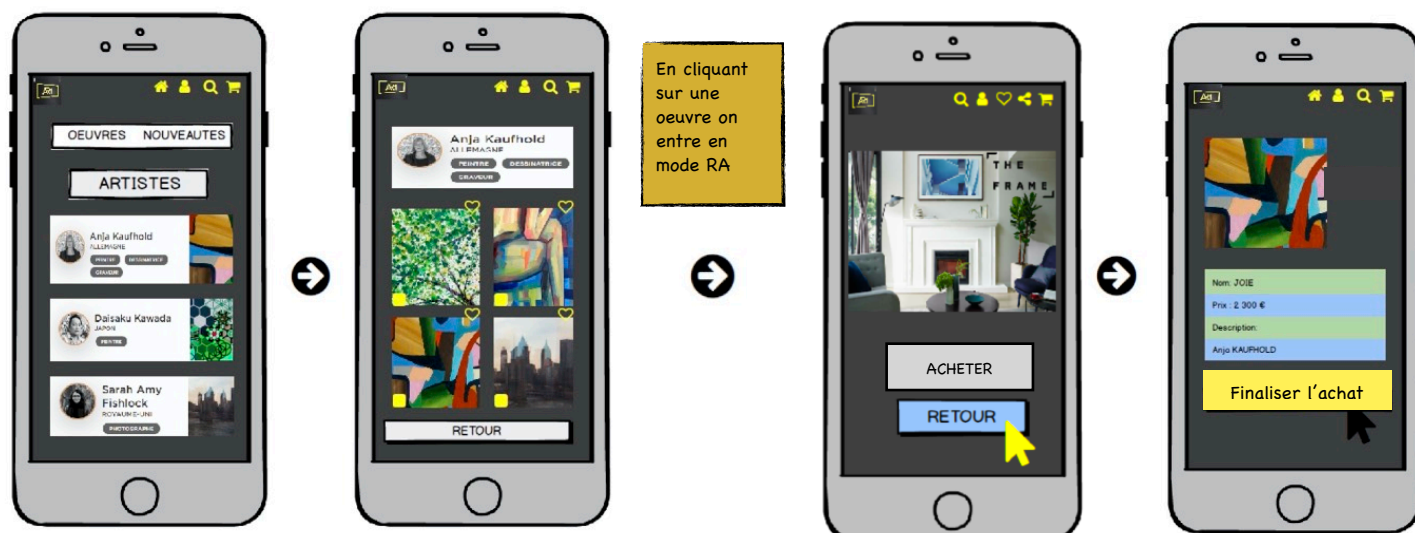 OEUVRES NOUVEAUTES
ARTISTES
Anja Kaufhold
ALLEMAGNE
PEINTRE DESSINATRICE
GRAVEUR
Daisaku Kawada
JAPON
PEINTRE
Sarah Amy
Fishlock
ROYAUME-UNI
PHOTOGRAPHE
Anja Kaufhold
ALLEMAGNE
PEINTRE DESSINATRICE
GRAVEUR
RETOUR
En cliquant
sur une
oeuvre on
entre en
mode RA
THE
FRAME
ACHETER
RETOUR
Nom: JOIE
Prix : 2 300 €
Description:
Anja KAUFHOLD
Finaliser l'achat